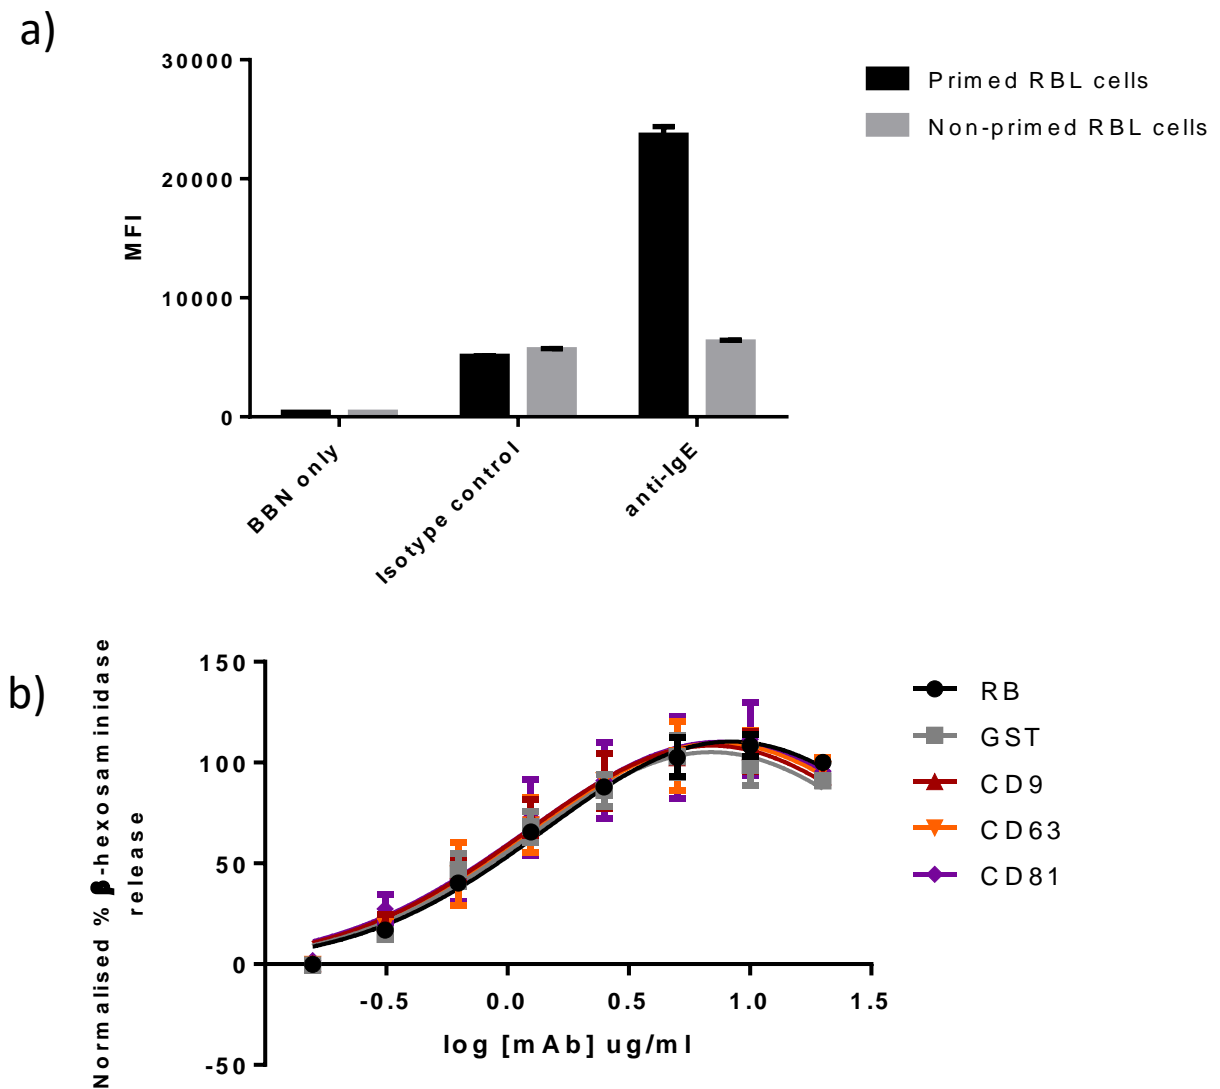 a)
30000
20000
10000
0
MFI
BBN only
Isotype control
anti-IgE
Primed RBL cells
Non-primed RBL cells
b)
Normalised % β-hexosaminidase
release
150
100
50
0
-50
-0.5
0.0
0.5
1.0
1.5
log [mAb] ug/ml
RB
GST
CD9
CD63
CD81